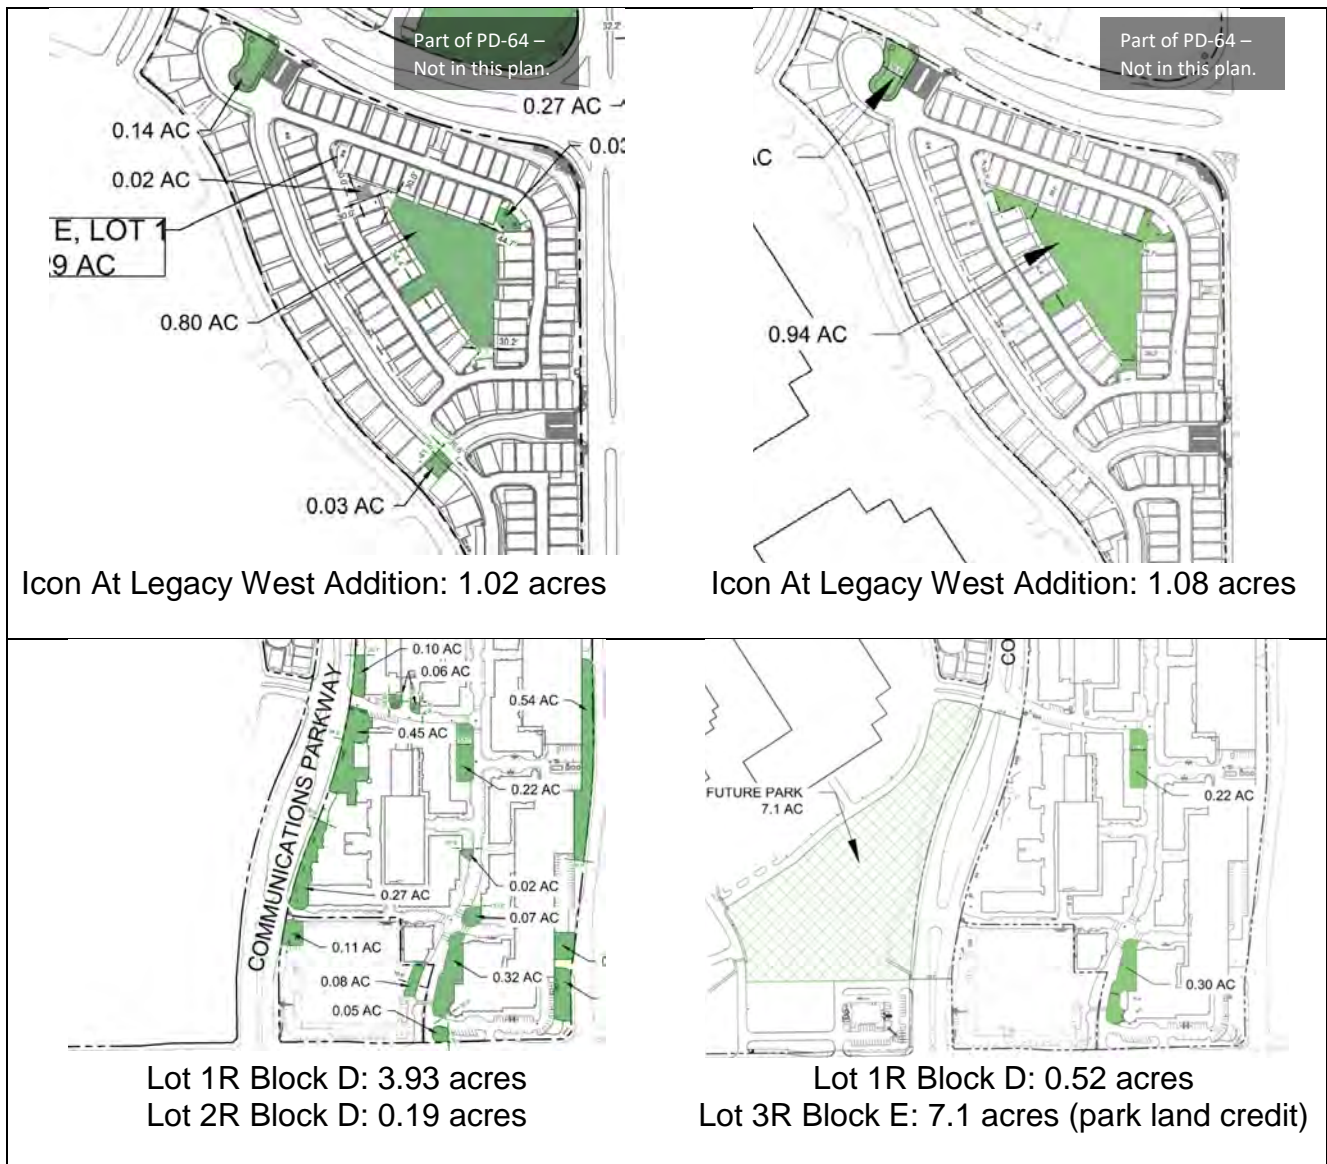 Part of PD-64 –
Not in this plan.
0.27 AC
0.14 AC
0.03
0.02 AC
E, LOT 1
9 AC
0.80 AC
30.2'
0.03 AC
Icon At Legacy West Addition: 1.02 acres
Part of PD-64 –
Not in this plan.
AC
0.94 AC
Icon At Legacy West Addition: 1.08 acres
COMMUNICATIONS PARKWAY
0.10 AC
0.06 AC
0.54 AC
0.45 AC
0.22 AC
0.02 AC
0.27 AC
0.07 AC
0.11 AC
0.32 AC
0.08 AC
0.05 AC
Lot 1R Block D: 3.93 acres
Lot 2R Block D: 0.19 acres
CO
FUTURE PARK
7.1 AC
0.22 AC
0.30 AC
Lot 1R Block D: 0.52 acres
Lot 3R Block E: 7.1 acres (park land credit)